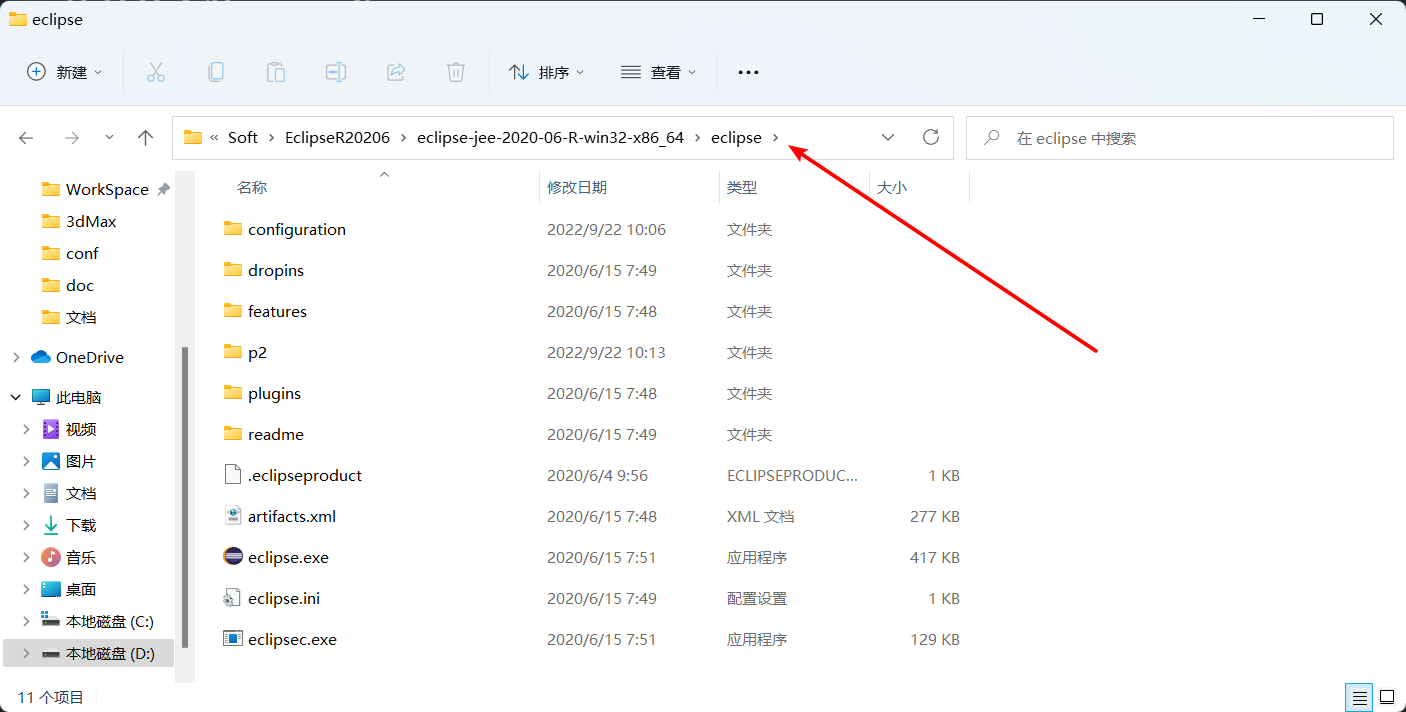 eclipse
新建 排序 查看
« Soft › EclipseR20206 › eclipse-jee-2020-06-R-win32-x86_64 › eclipse ›
在 eclipse 中搜索
WorkSpace
3dMax
conf
doc
文档
OneDrive
此电脑
视频
图片
文档
下载
音乐
桌面
本地磁盘 (C:)
本地磁盘 (D:)
名称 修改日期 类型 大小
configuration 2022/9/22 10:06 文件夹
dropins 2020/6/15 7:49 文件夹
features 2020/6/15 7:48 文件夹
p2 2022/9/22 10:13 文件夹
plugins 2020/6/15 7:48 文件夹
readme 2020/6/15 7:49 文件夹
.eclipseproduct 2020/6/4 9:56 ECLIPSEPRODUC... 1 KB
artifacts.xml 2020/6/15 7:48 XML 文档 277 KB
eclipse.exe 2020/6/15 7:51 应用程序 417 KB
eclipse.ini 2020/6/15 7:49 配置设置 1 KB
eclipsec.exe 2020/6/15 7:51 应用程序 129 KB
11 个项目